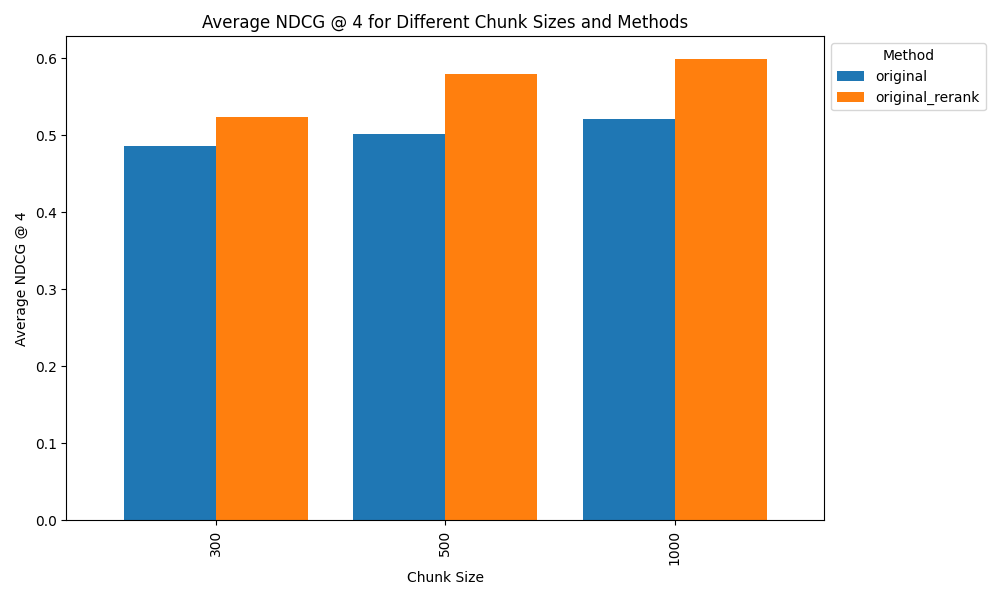 Average NDCG @ 4 for Different Chunk Sizes and Methods
Method
original
original_rerank
0.6
0.5
0.4
0.3
0.2
0.1
0.0
Average NDCG @ 4
300
500
1000
Chunk Size